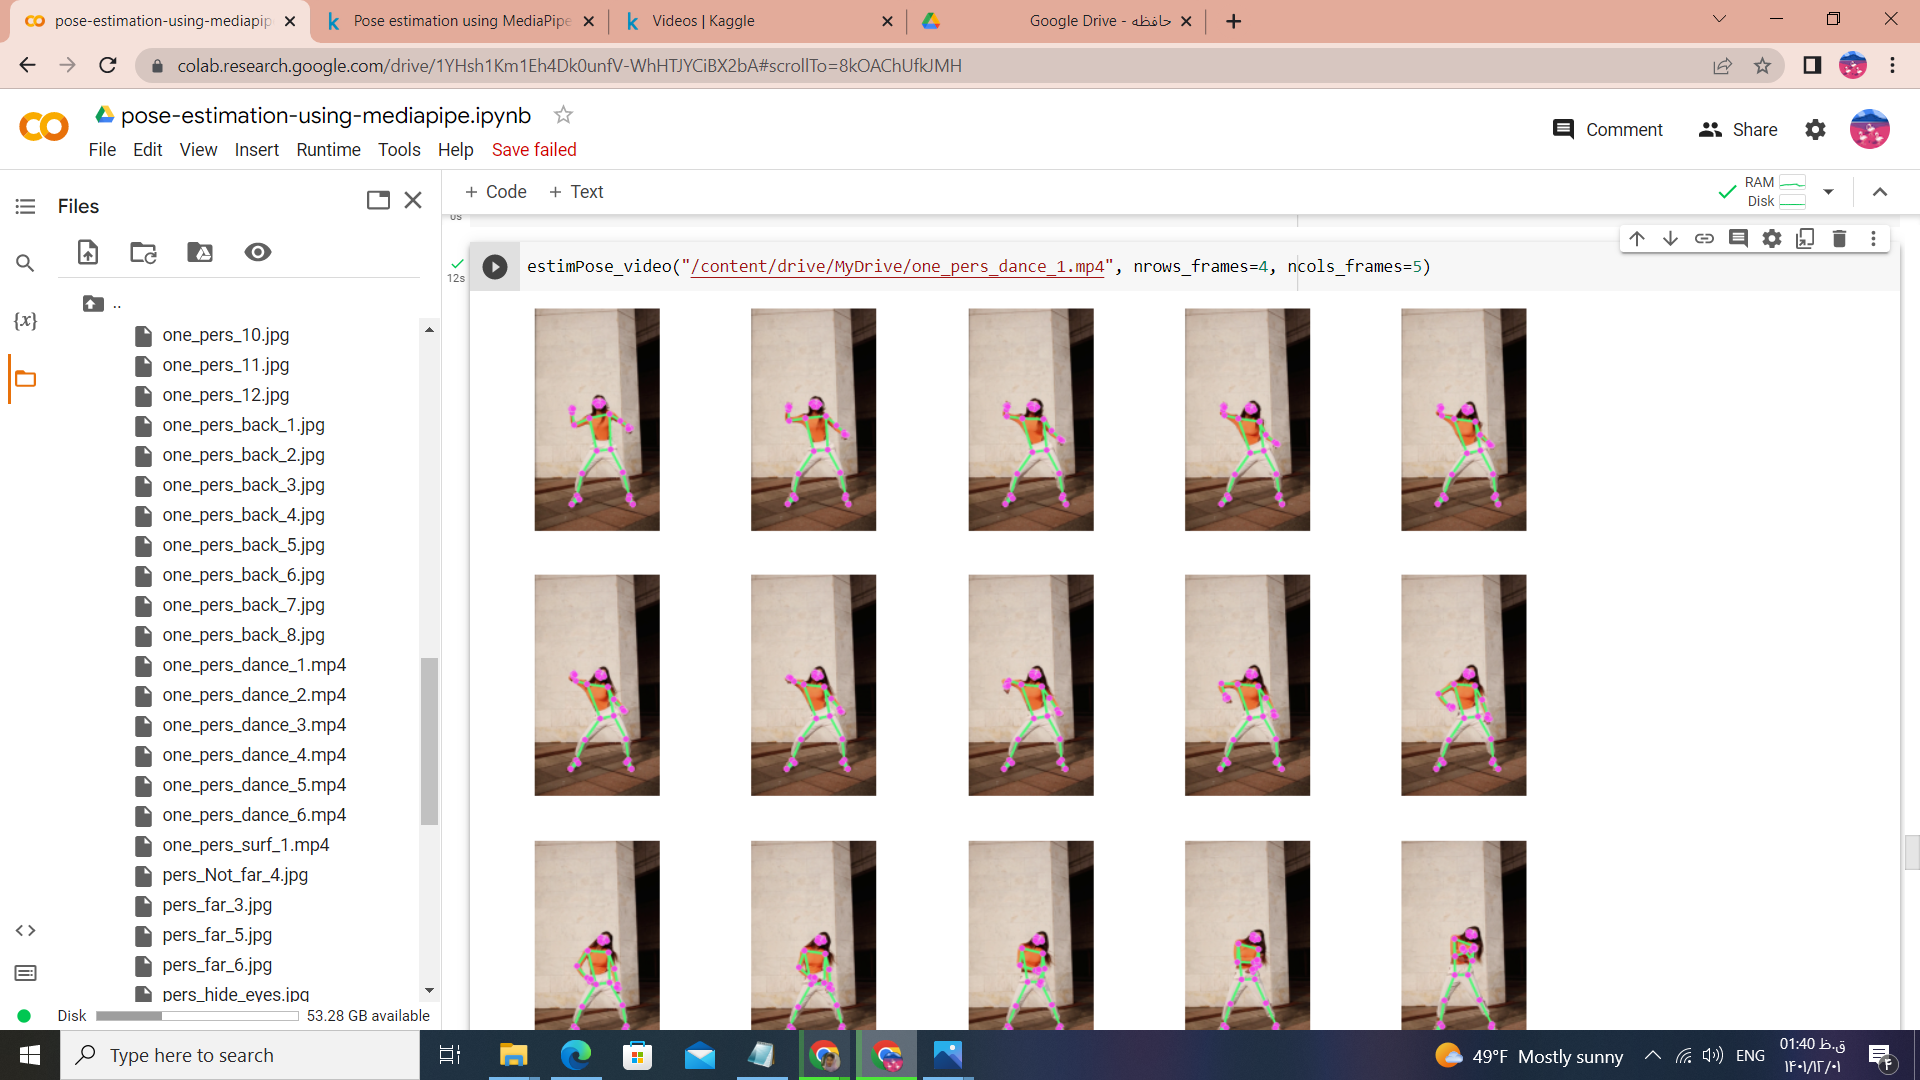 pose-estimation-using-mediapip
Pose estimation using MediaPipe
Videos | Kaggle
حافظه - Google Drive
colab.research.google.com/drive/1YHsh1Km1Eh4Dk0unfV-WhHTJYCiBX2bA#scrollTo=8kOAChUfkJMH
pose-estimation-using-mediapipe.ipynb
File Edit View Insert Runtime Tools Help Save failed
Comment Share
Files
+ Code + Text
RAM
Disk
0s
12s
estimPose_video("/content/drive/MyDrive/one_pers_dance_1.mp4", nrows_frames=4, ncols_frames=5)
{x}
..
one_pers_10.jpg
one_pers_11.jpg
one_pers_12.jpg
one_pers_back_1.jpg
one_pers_back_2.jpg
one_pers_back_3.jpg
one_pers_back_4.jpg
one_pers_back_5.jpg
one_pers_back_6.jpg
one_pers_back_7.jpg
one_pers_back_8.jpg
one_pers_dance_1.mp4
one_pers_dance_2.mp4
one_pers_dance_3.mp4
one_pers_dance_4.mp4
one_pers_dance_5.mp4
one_pers_dance_6.mp4
one_pers_surf_1.mp4
pers_Not_far_4.jpg
pers_far_3.jpg
pers_far_5.jpg
pers_far_6.jpg
pers_hide_eyes.jpg
Disk 53.28 GB available
Type here to search
49°F Mostly sunny
ENG
01:40 ق.ظ
۱۴۰۱/۱۲/۰۱
۴